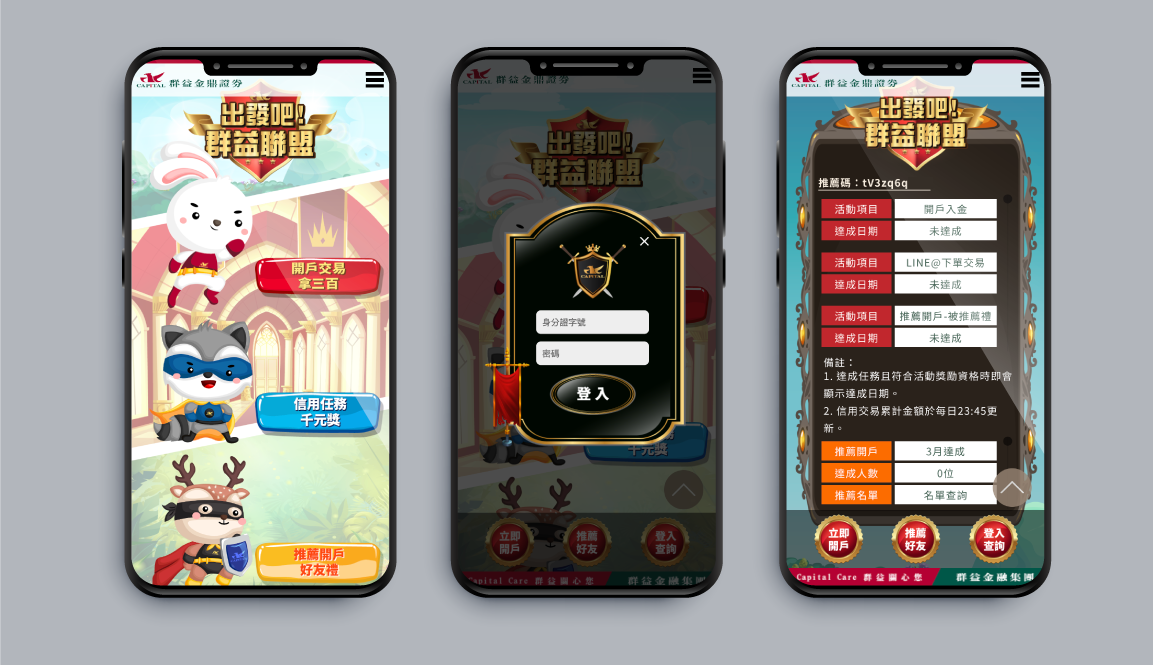 CAPITAL 群益金鼎證券
出發吧!
群益聯盟
開戶交易
拿三百
信用任務
千元獎
推薦開戶
好友禮
CAPITAL 群益金鼎證券
出發吧!
群益聯盟
CAPITAL
身分證字號
密碼
登入
千元獎
立即
開戶
推薦
好友
登入
查詢
Capital Care 群益關心您 群益金融集團
CAPITAL 群益金鼎證券
出發吧!
群益聯盟
推薦碼：tV3zq6q
活動項目 開戶入金
達成日期 未達成
活動項目 LINE@下單交易
達成日期 未達成
活動項目 推薦開戶-被推薦禮
達成日期 未達成
備註：
1. 達成任務且符合活動獎勵資格時即會
顯示達成日期。
2. 信用交易累計金額於每日23:45更
新。
推薦開戶 3月達成
達成人數 0位
推薦名單 名單查詢
立即
開戶
推薦
好友
登入
查詢
Capital Care 群益關心您 群益金融集團